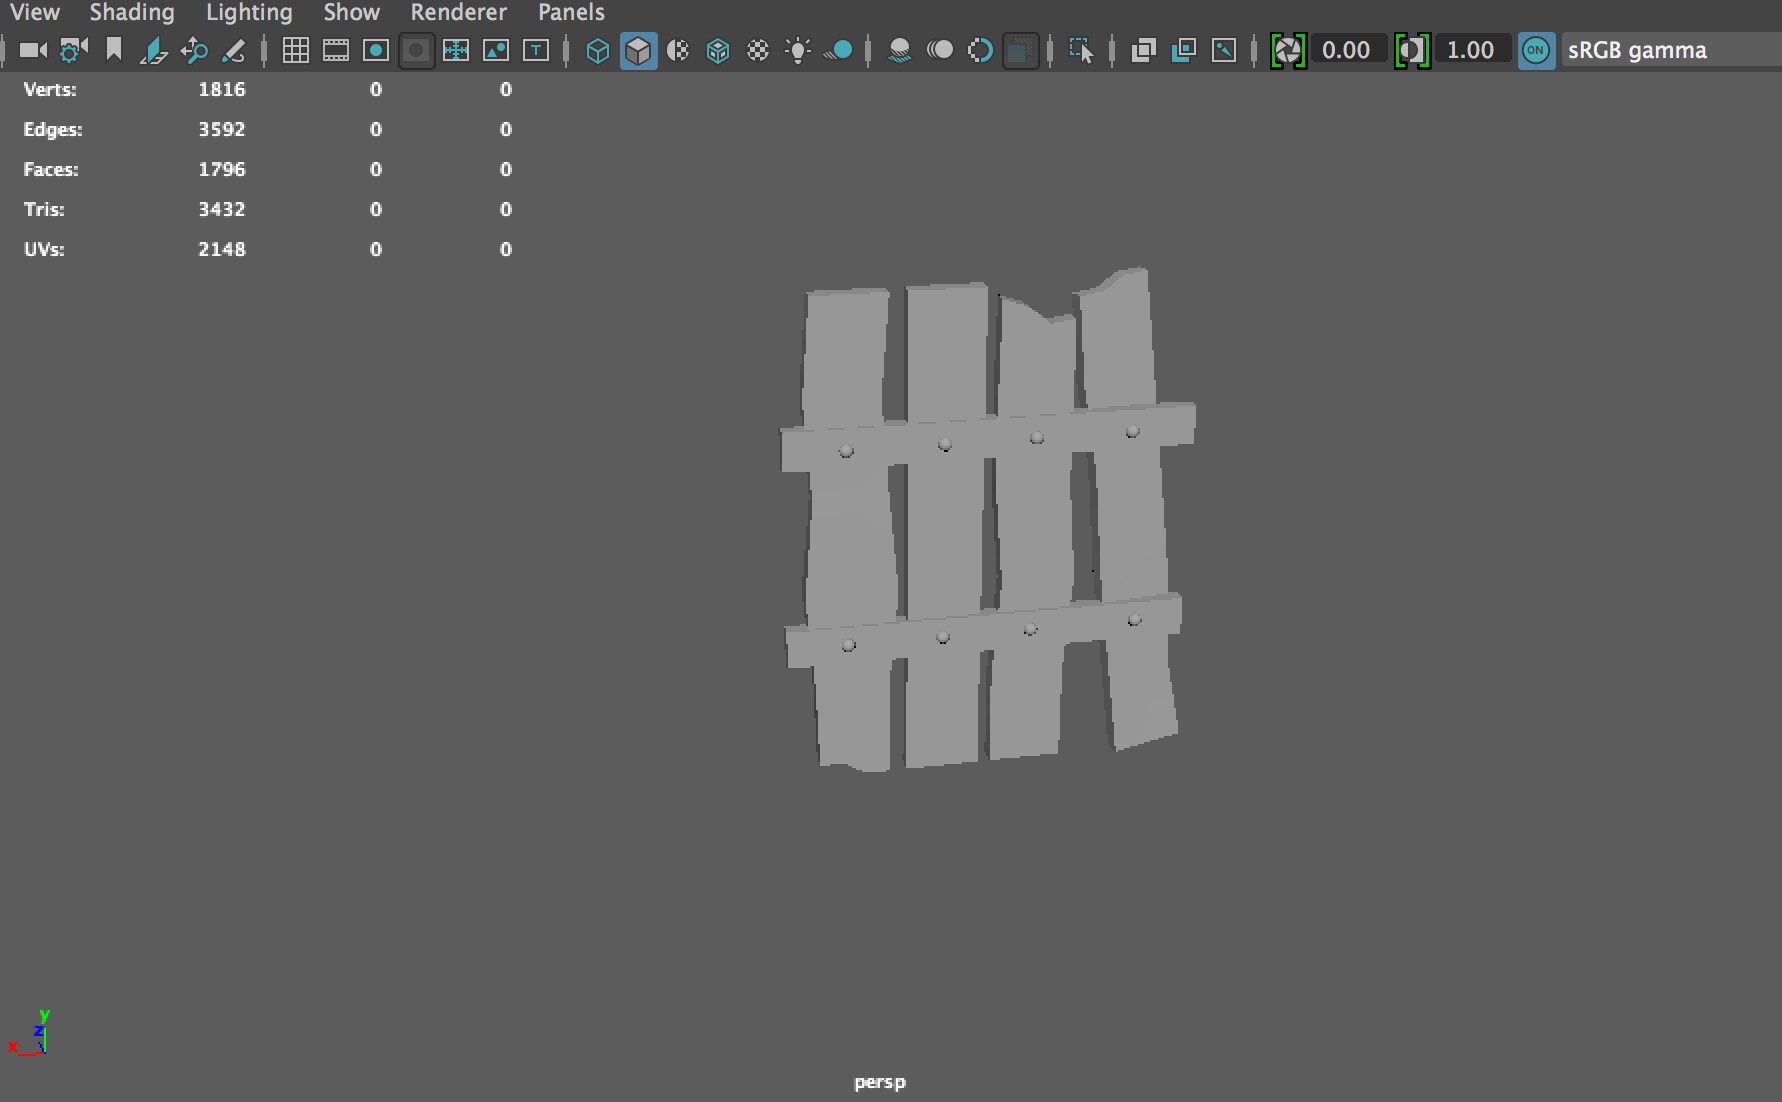 View Shading Lighting Show Renderer Panels
T 0.00 1.00 ON sRGB gamma
Verts: 1816 0 0
Edges: 3592 0 0
Faces: 1796 0 0
Tris: 3432 0 0
UVs: 2148 0 0
y
z
x
persp